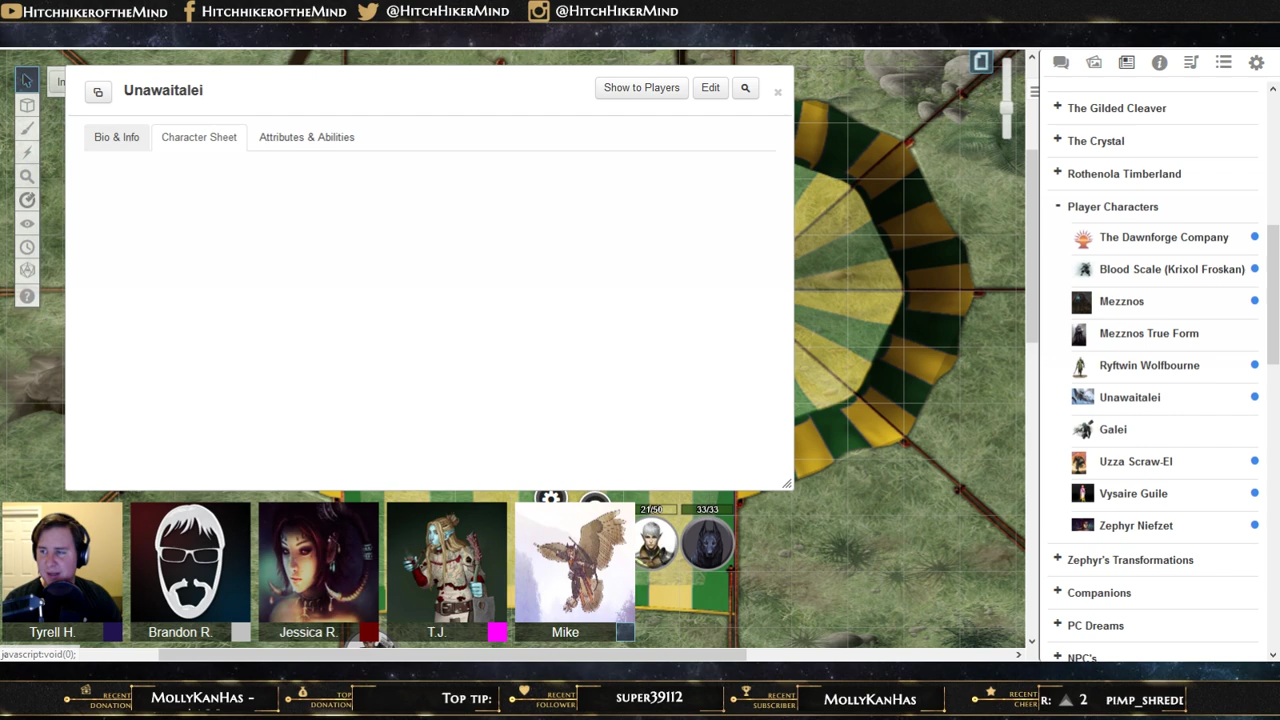 HitchhikeroftheMind HitchhikeroftheMind @HitchHikerMind @HitchHikerMind
In
Unawaitalei
Show to Players Edit ×
Bio & Info Character Sheet Attributes & Abilities
The Gilded Cleaver
The Crystal
Rothenola Timberland
Player Characters
The Dawnforge Company
Blood Scale (Krixol Froskan)
Mezznos
Mezznos True Form
Ryftwin Wolfbourne
Unawaitalei
Galei
Uzza Scraw-El
Vysaire Guile
Zephyr Niefzet
Zephyr's Transformations
Companions
PC Dreams
NPC's
21/50 33/33
Tyrell H. Brandon R. Jessica R. T.J. Mike
javascript:void(0);
Recent Donation MollyKanHas - Top Donation Top tip: Recent Follower super39112 Recent Subscriber MollyKanHas Recent Cheer R: 2 pimp_shredi